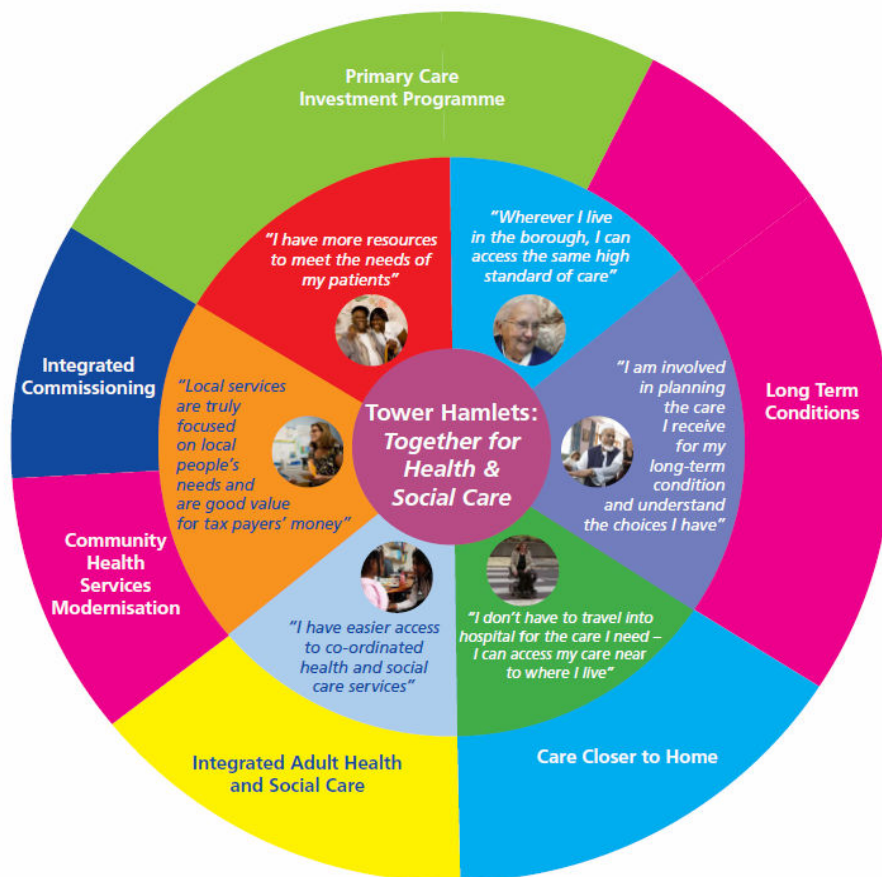 Primary Care
Investment Programme
“Wherever I live
in the borough, I can
access the same high
standard of care”
“I have more resources
to meet the needs of
my patients”
Integrated
Commissioning
“Local services
are truly
focused
on local
people’s
needs and
are good value
for tax payers’ money”
Tower Hamlets:
Together for
Health &
Social Care
“I am involved
in planning
the care
I receive
for my
long-term
condition
and understand
the choices I have”
Long Term
Conditions
Community
Health
Services
Modernisation
“I have easier access
to co-ordinated
health and social
care services”
“I don’t have to travel into
hospital for the care I need –
I can access my care near
to where I live”
Integrated Adult Health
and Social Care
Care Closer to Home